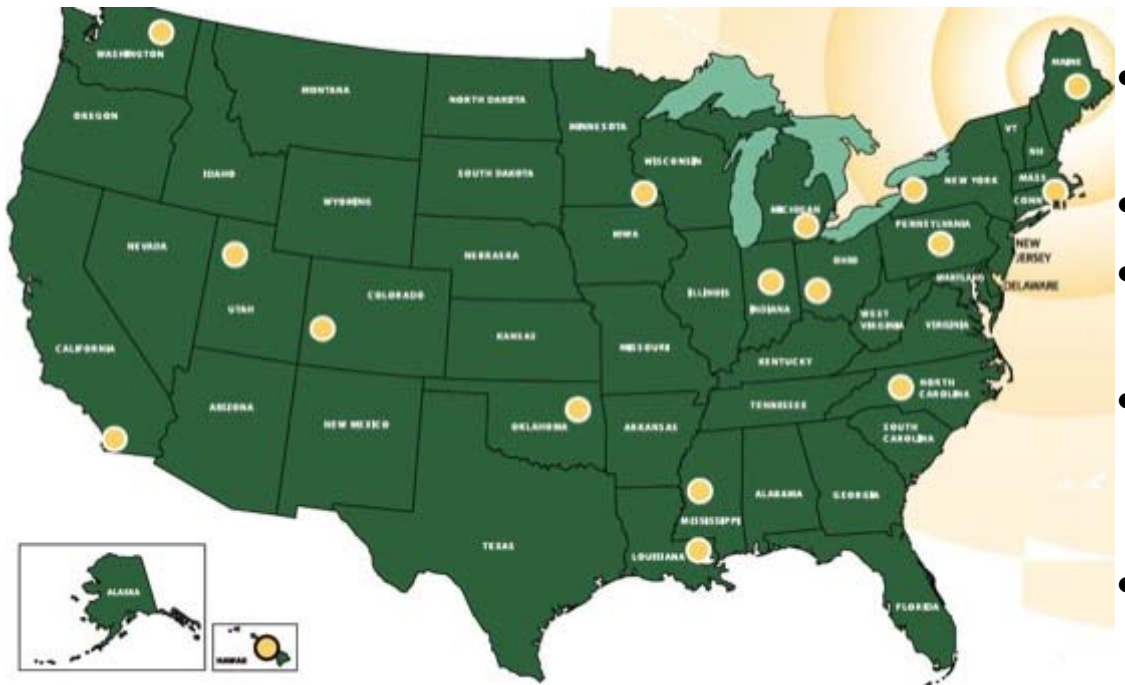 WASHINGTON
MONTANA
NORTH DAKOTA
MINNESOTA
MAINE
OREGON
VT
NH
IDAHO
SOUTH DAKOTA
WISCONSIN
NEW YORK
MASS
WYOMING
MICHIGAN
CONN
RI
NEVADA
NEBRASKA
IOWA
PENNSYLVANIA
NEW
JERSEY
UTAH
COLORADO
ILLINOIS
INDIANA
OHIO
MARYLAND
DELAWARE
CALIFORNIA
KANSAS
MISSOURI
WEST
VIRGINIA
VIRGINIA
KENTUCKY
ARIZONA
NEW MEXICO
OKLAHOMA
ARKANSAS
TENNESSEE
NORTH
CAROLINA
SOUTH
CAROLINA
TEXAS
LOUISIANA
MISSISSIPPI
ALABAMA
GEORGIA
FLORIDA
ALASKA
HAWAII